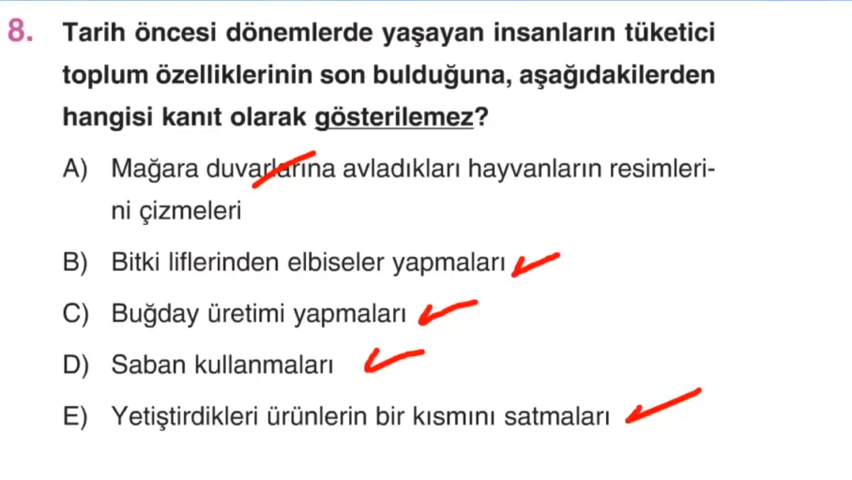 8. Tarih öncesi dönemlerde yaşayan insanların tüketici
toplum özelliklerinin son bulduğuna, aşağıdakilerden
hangisi kanıt olarak gösterilemez?
A) Mağara duvarlarına avladıkları hayvanların resimleri-
ni çizmeleri
B) Bitki liflerinden elbiseler yapmaları
C) Buğday üretimi yapmaları
D) Saban kullanmaları
E) Yetiştirdikleri ürünlerin bir kısmını satmaları